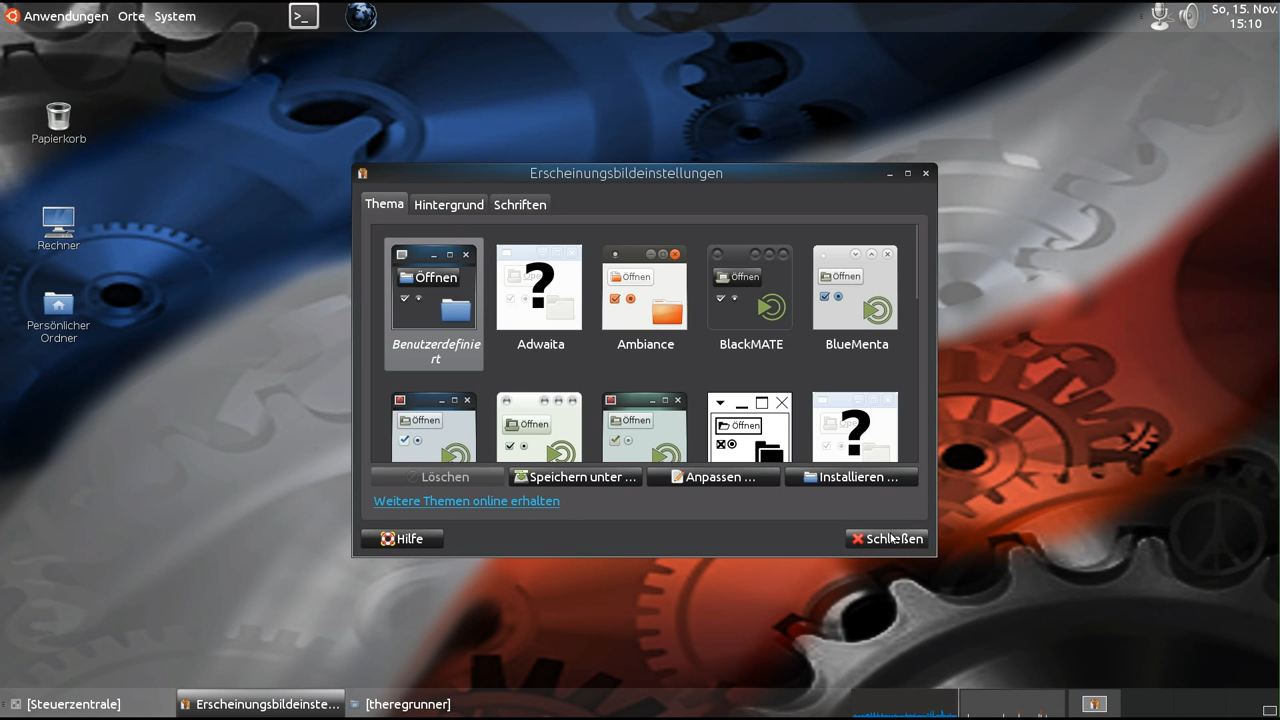 Anwendungen Orte System
So, 15. Nov.
15:10
Papierkorb
Rechner
Persönlicher
Ordner
Erscheinungsbildeinstellungen
Thema Hintergrund Schriften
Öffnen Öffnen Öffnen Öffnen
Benutzerdefinie
rt
Adwaita Ambiance BlackMATE BlueMenta
Öffnen Öffnen Öffnen Öffnen
Löschen Speichern unter ... Anpassen ... Installieren ...
Weitere Themen online erhalten
Hilfe Schließen
[Steuerzentrale] Erscheinungsbildeinste... [theregrunner]